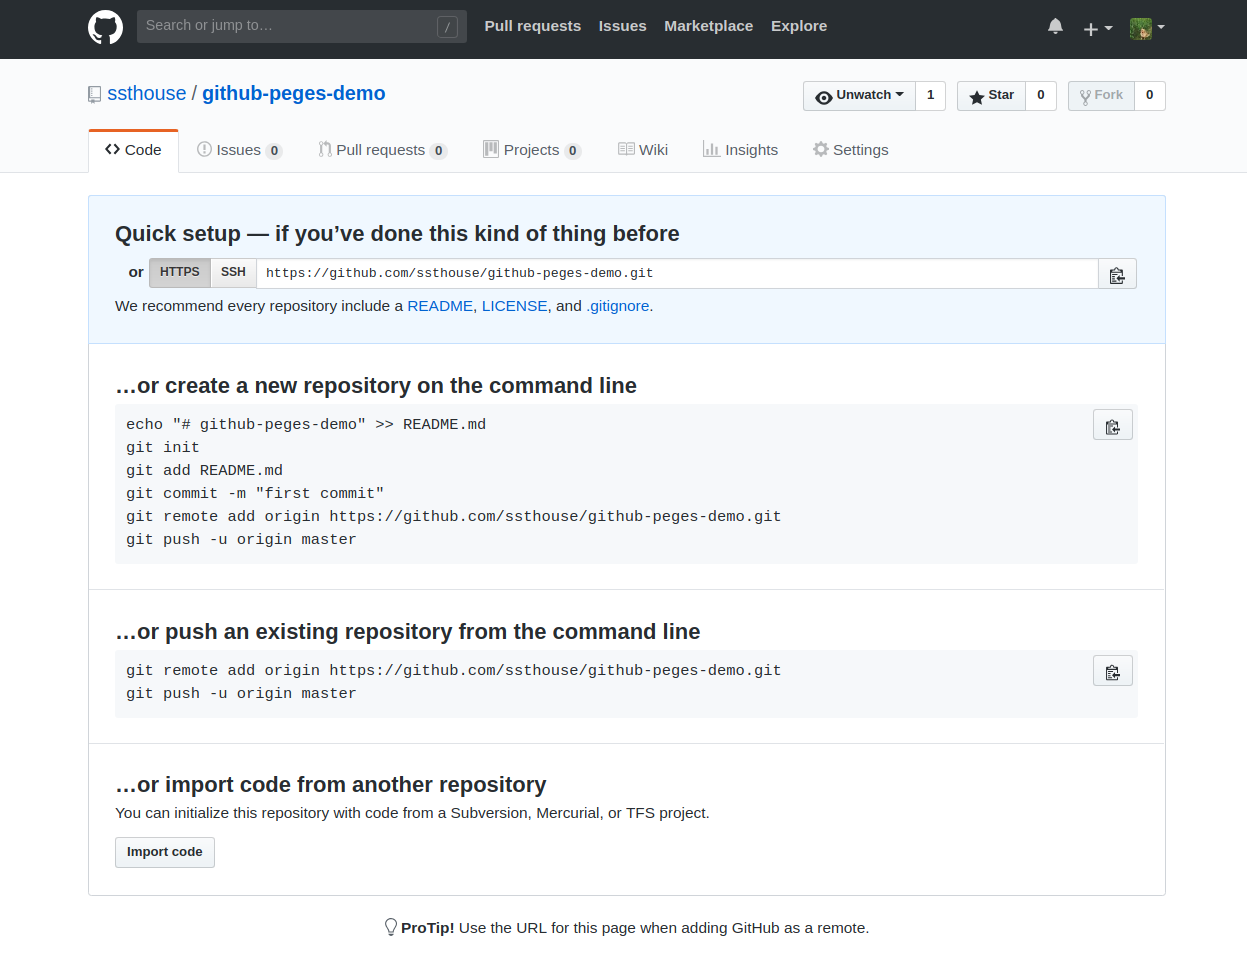 Search or jump to… / Pull requests Issues Marketplace Explore
ssthouse / github-peges-demo Unwatch 1 Star 0 Fork 0
Code Issues 0 Pull requests 0 Projects 0 Wiki Insights Settings
Quick setup — if you’ve done this kind of thing before
or HTTPS SSH https://github.com/ssthouse/github-peges-demo.git
We recommend every repository include a README, LICENSE, and .gitignore.
…or create a new repository on the command line
echo "# github-peges-demo" >> README.md
git init
git add README.md
git commit -m "first commit"
git remote add origin https://github.com/ssthouse/github-peges-demo.git
git push -u origin master
…or push an existing repository from the command line
git remote add origin https://github.com/ssthouse/github-peges-demo.git
git push -u origin master
…or import code from another repository
You can initialize this repository with code from a Subversion, Mercurial, or TFS project.
Import code
ProTip! Use the URL for this page when adding GitHub as a remote.